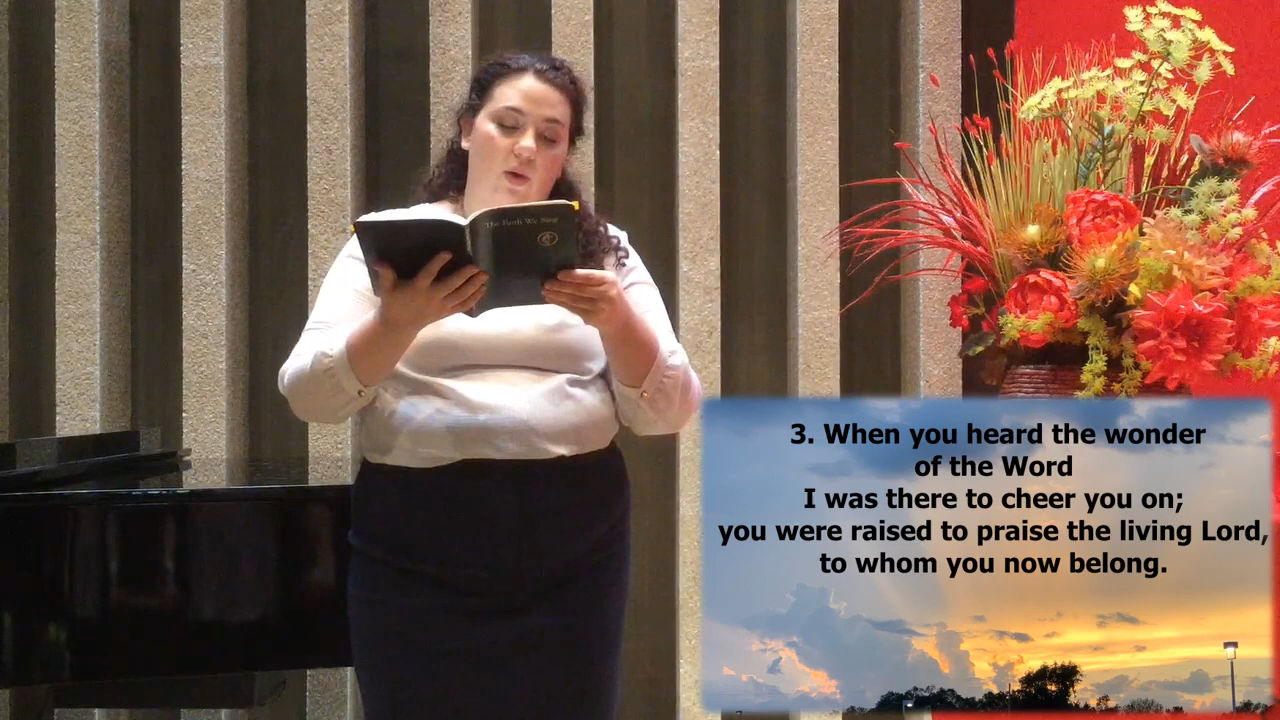 The Faith We Sing
3. When you heard the wonder
of the Word
I was there to cheer you on;
you were raised to praise the living Lord,
to whom you now belong.